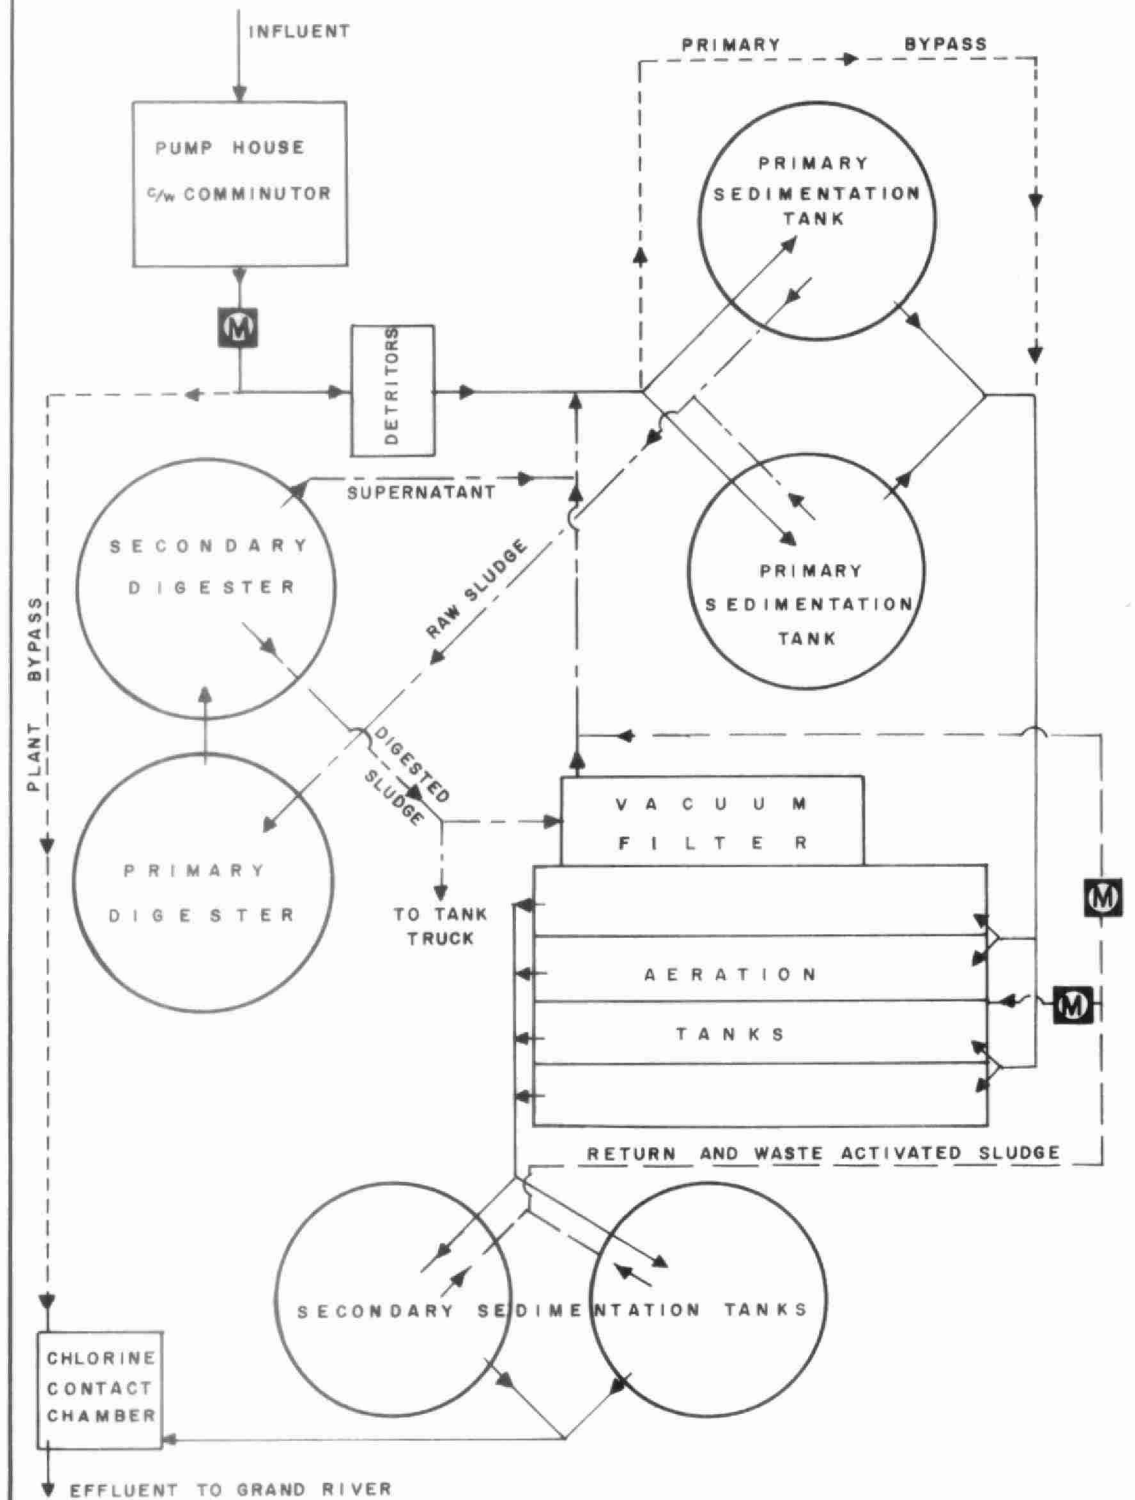 INFLUENT
PRIMARY BYPASS
PUMP HOUSE
c/w COMMINUTOR
PRIMARY
SEDIMENTATION
TANK
M
DETRITORS
SUPERNATANT
SECONDARY
DIGESTER
RAW SLUDGE
PRIMARY
SEDIMENTATION
TANK
PLANT BYPASS
DIGESTED
SLUDGE
VACUUM
FILTER
PRIMARY
DIGESTER
TO TANK
TRUCK
M
AERATION
M
TANKS
RETURN AND WASTE ACTIVATED SLUDGE
SECONDARY SEDIMENTATION TANKS
CHLORINE
CONTACT
CHAMBER
EFFLUENT TO GRAND RIVER